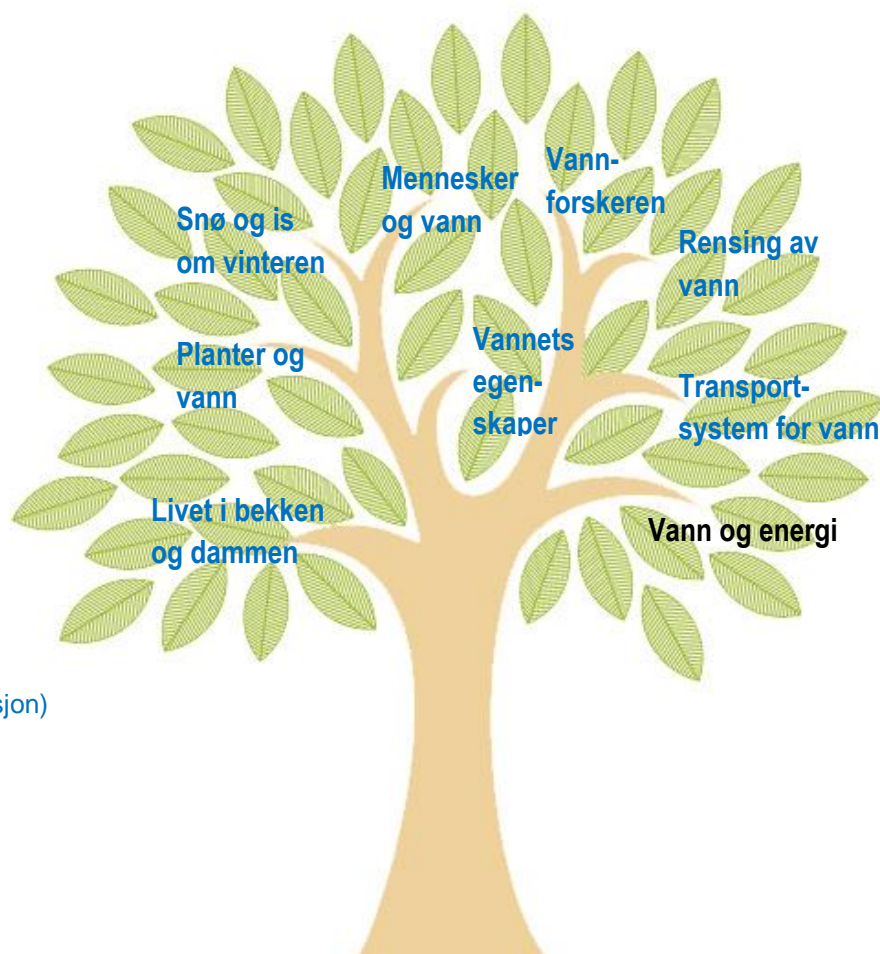 Mennesker
og vann
Vann-
forskeren
Snø og is
om vinteren
Rensing av
vann
Planter og
vann
Vannets
egen-
skaper
Transport-
system for vann
Livet i bekken
og dammen
Vann og energi
sjon)